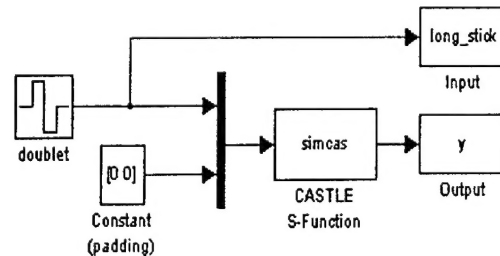 long_stick
Input
doublet
[0 0]
Constant
(padding)
simcas
CASTLE
S-Function
y
Output